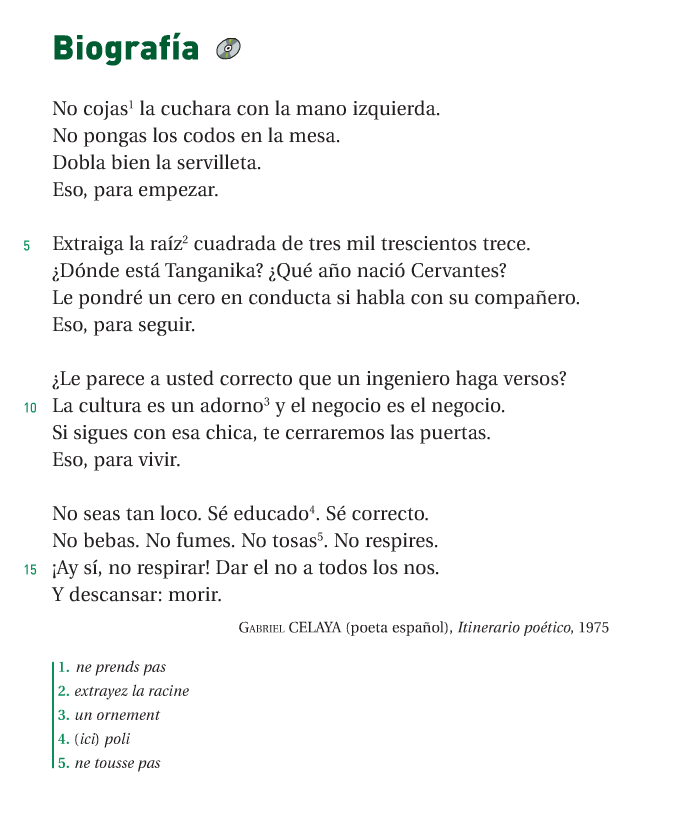 Biografía
No cojas¹ la cuchara con la mano izquierda.
No pongas los codos en la mesa.
Dobla bien la servilleta.
Eso, para empezar.
5 Extraiga la raíz² cuadrada de tres mil trescientos trece.
¿Dónde está Tanganika? ¿Qué año nació Cervantes?
Le pondré un cero en conducta si habla con su compañero.
Eso, para seguir.
¿Le parece a usted correcto que un ingeniero haga versos?
10 La cultura es un adorno³ y el negocio es el negocio.
Si sigues con esa chica, te cerraremos las puertas.
Eso, para vivir.
No seas tan loco. Sé educado⁴. Sé correcto.
No bebas. No fumes. No tosas⁵. No respires.
15 ¡Ay sí, no respirar! Dar el no a todos los nos.
Y descansar: morir.
Gabriel CELAYA (poeta español), Itinerario poético, 1975
1. ne prends pas
2. extrayez la racine
3. un ornement
4. (ici) poli
5. ne tousse pas